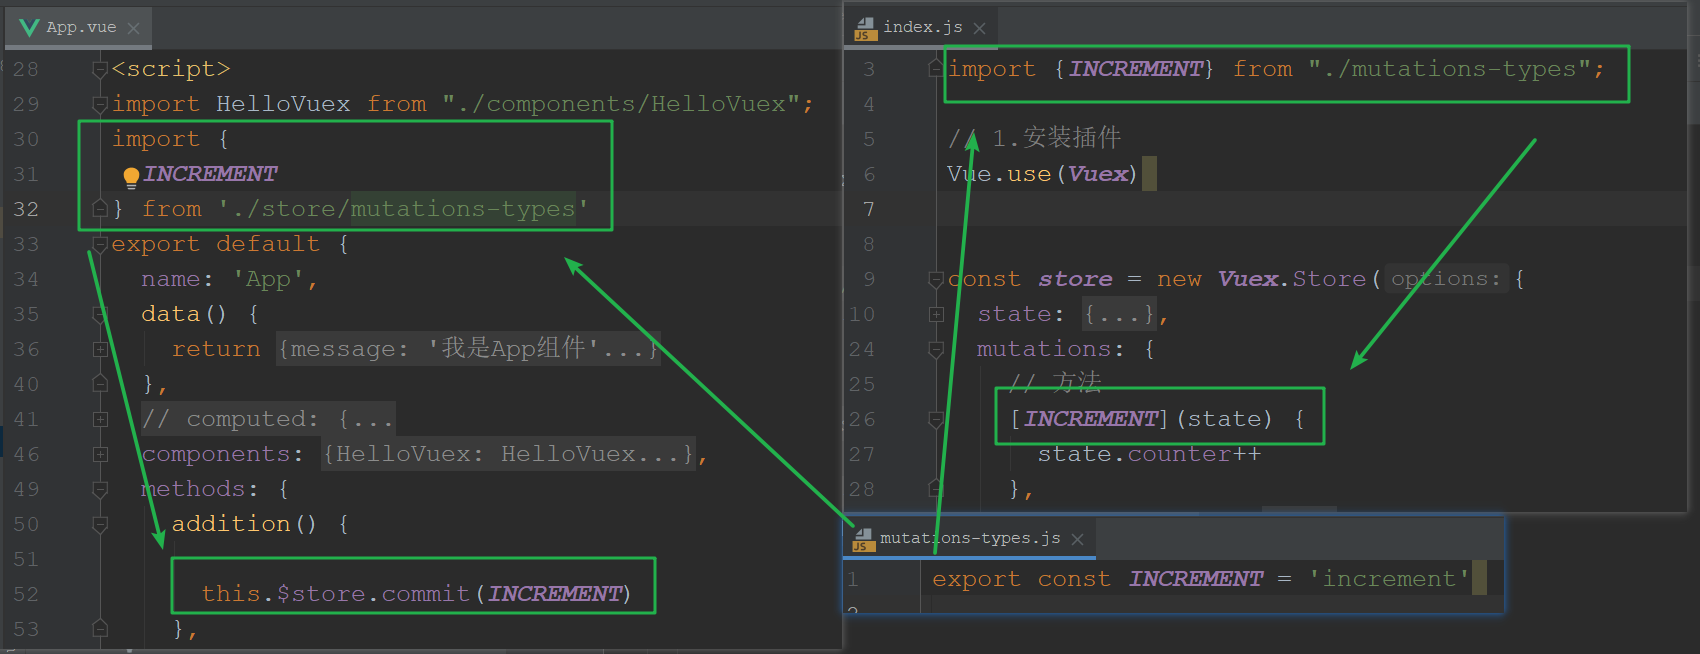 App.vue
28 <script>
29 import HelloVuex from "./components/HelloVuex";
30 import {
31 INCREMENT
32 } from './store/mutations-types'
33 export default {
34 name: 'App',
35 data() {
36 return {message: '我是App组件'...}
40 },
41 // computed: {...
46 components: {HelloVuex: HelloVuex...},
49 methods: {
50 addition() {
51
52 this.$store.commit(INCREMENT)
53 },
index.js
3 import {INCREMENT} from "./mutations-types";
4
5 // 1.安装插件
6 Vue.use(Vuex)
7
8
9 const store = new Vuex.Store( options: {
10 state: {...},
24 mutations: {
25 // 方法
26 [INCREMENT](state) {
27 state.counter++
28 },
mutations-types.js
1 export const INCREMENT = 'increment'
2